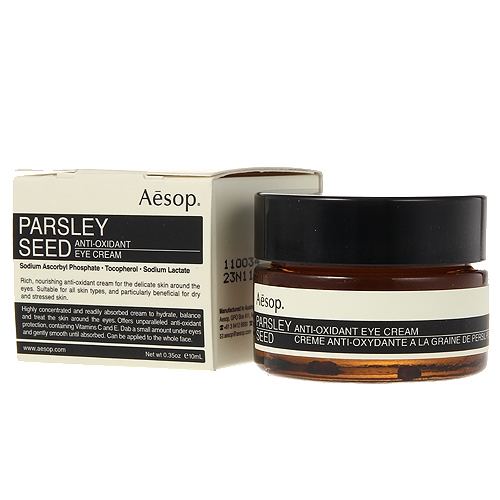 Aēsop.
PARSLEY
SEED ANTI-OXIDANT
EYE CREAM
Sodium Ascorbyl Phosphate · Tocopherol · Sodium Lactate
Rich, nourishing anti-oxidant cream for the delicate skin around the
eyes. Suitable for all skin types, and particularly beneficial for dry
and stressed skin.
Highly concentrated and readily absorbed cream to hydrate, balance
and treat the skin around the eyes. Offers unparalleled anti-oxidant
protection, containing Vitamins C and E. Dab a small amount under eyes
and gently smooth until absorbed. Can be applied to the whole face.
www.aesop.com Net wt 0.35oz ℮10mL
11003
23N11
Aesop.
PARSLEY ANTI-OXIDANT EYE CREAM
SEED CREME ANTI-OXYDANTE A LA GRAINE DE PERSIL